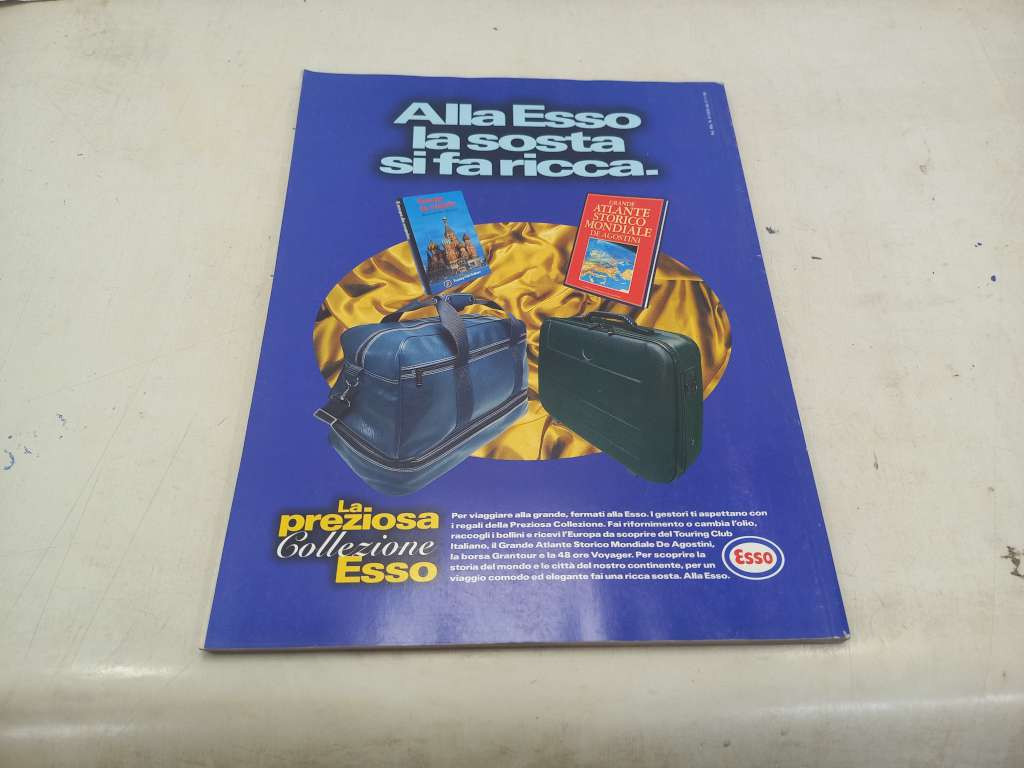 Alla Esso
la sosta
si fa ricca.
GRANDE
ATLANTE
STORICO
MONDIALE
DE AGOSTINI
La
preziosa
Collezione
Esso
Per viaggiare alla grande, fermati alla Esso. I gestori ti aspettano con
i regali della Preziosa Collezione. Fai rifornimento o cambia l'olio,
raccogli i bollini e ricevi l'Europa da scoprire del Touring Club
Italiano, il Grande Atlante Storico Mondiale De Agostini,
la borsa Grantour e la 48 ore Voyager. Per scoprire la
storia del mondo e le città del nostro continente, per un
viaggio comodo ed elegante fai una ricca sosta. Alla Esso.
Esso